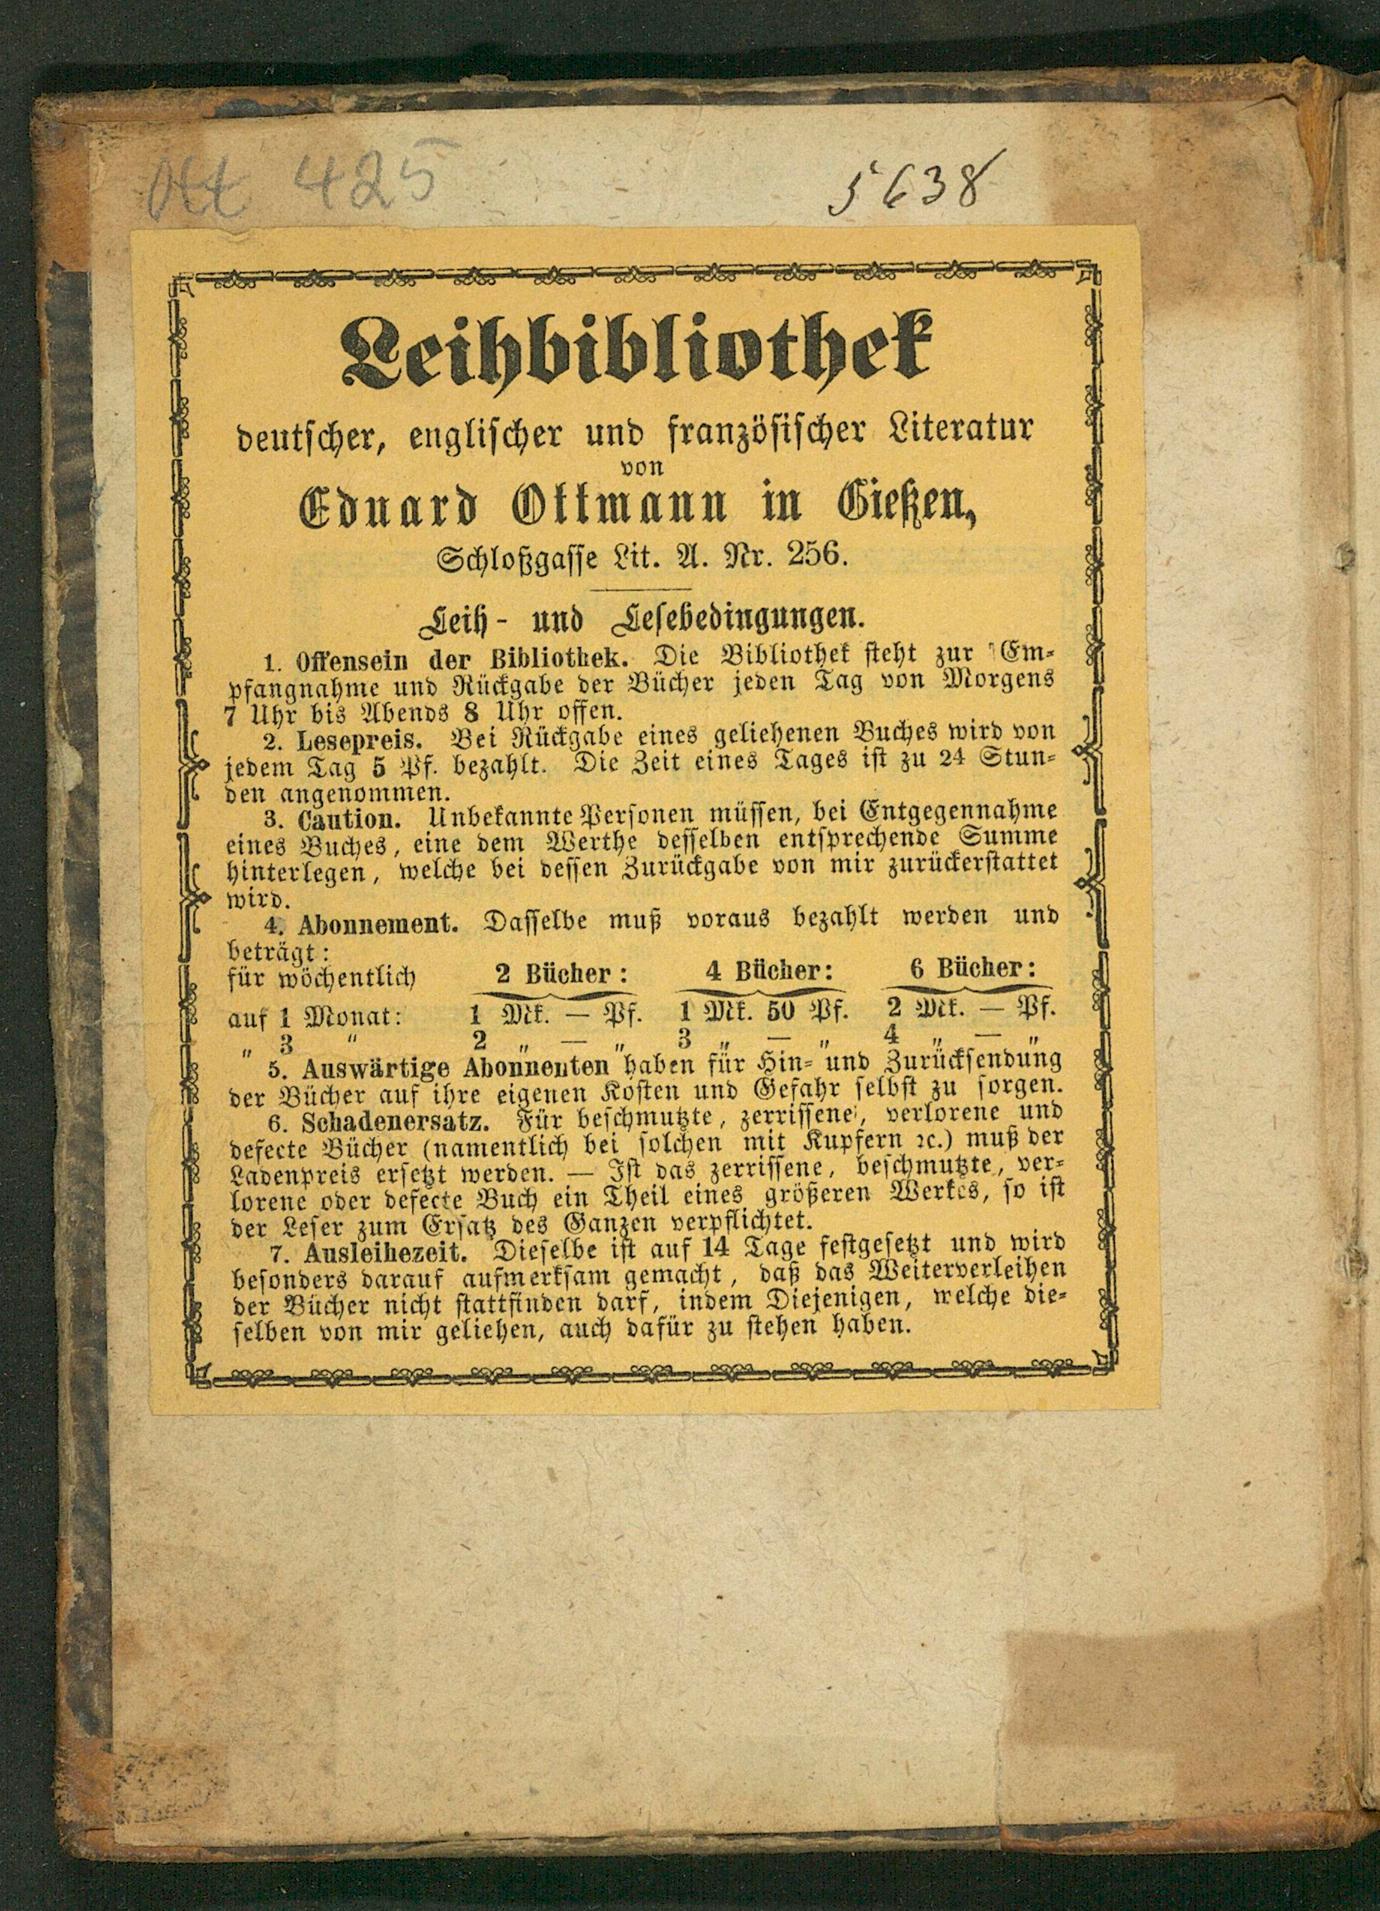 Ott 425
5638
Leihbibliothek
deutscher, englischer und französischer Literatur
von
Eduard Ottmann in Gießen,
Schloßgasse Lit. A. Nr. 256.
Leih- und Lesebedingungen.
1. Offensein der Bibliothek. Die Bibliothek steht zur Em-
pfangnahme und Rückgabe der Bücher jeden Tag von Morgens
7 Uhr bis Abends 8 Uhr offen.
2. Lesepreis. Bei Rückgabe eines geliehenen Buches wird von
jedem Tag 5 Pf. bezahlt. Die Zeit eines Tages ist zu 24 Stun-
den angenommen.
3. Caution. Unbekannte Personen müssen, bei Entgegennahme
eines Buches, eine dem Werthe desselben entsprechende Summe
hinterlegen, welche bei dessen Zurückgabe von mir zurückerstattet
wird.
4. Abonnement. Dasselbe muß voraus bezahlt werden und
beträgt:
für wöchentlich 2 Bücher: 4 Bücher: 6 Bücher:
auf 1 Monat: 1 Mk. — Pf. 1 Mk. 50 Pf. 2 Mk. — Pf.
„ 3 „ 2 „ — „ 3 „ — „ 4 „ — „
5. Auswärtige Abonnenten haben für Hin- und Zurücksendung
der Bücher auf ihre eigenen Kosten und Gefahr selbst zu sorgen.
6. Schadenersatz. Für beschmutzte, zerrissene, verlorene und
defecte Bücher (namentlich bei solchen mit Kupfern ꝛc.) muß der
Ladenpreis ersetzt werden. — Ist das zerrissene, beschmutzte, ver-
lorene oder defecte Buch ein Theil eines größeren Werkes, so ist
der Leser zum Ersatz des Ganzen verpflichtet.
7. Ausleihezeit. Dieselbe ist auf 14 Tage festgesetzt und wird
besonders darauf aufmerksam gemacht, daß das Weiterverleihen
der Bücher nicht stattfinden darf, indem Diejenigen, welche die-
selben von mir geliehen, auch dafür zu stehen haben.